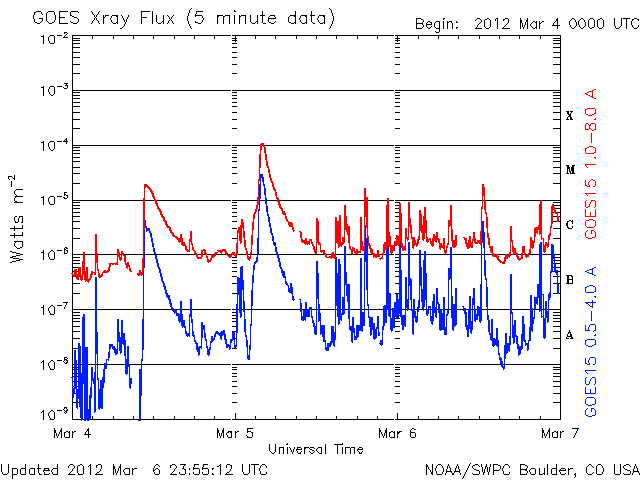 GOES Xray Flux (5 minute data)
Begin: 2012 Mar 4 0000 UTC
10-2
10-3
10-4
10-5
10-6
10-7
10-8
10-9
Watts m-2
X
M
C
B
A
GOES15 1.0-8.0 A
GOES15 0.5-4.0 A
Mar 4
Mar 5
Mar 6
Mar 7
Universal Time
Updated 2012 Mar 6 23:55:12 UTC
NOAA/SWPC Boulder, CO USA